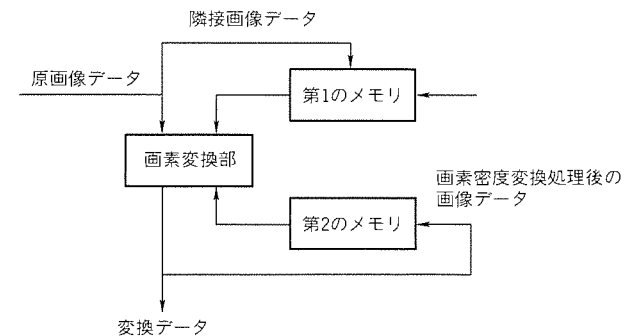 隣接画像データ
原画像データ
第1のメモリ
画素変換部
画素密度変換処理後の
画像データ
第2のメモリ
変換データ